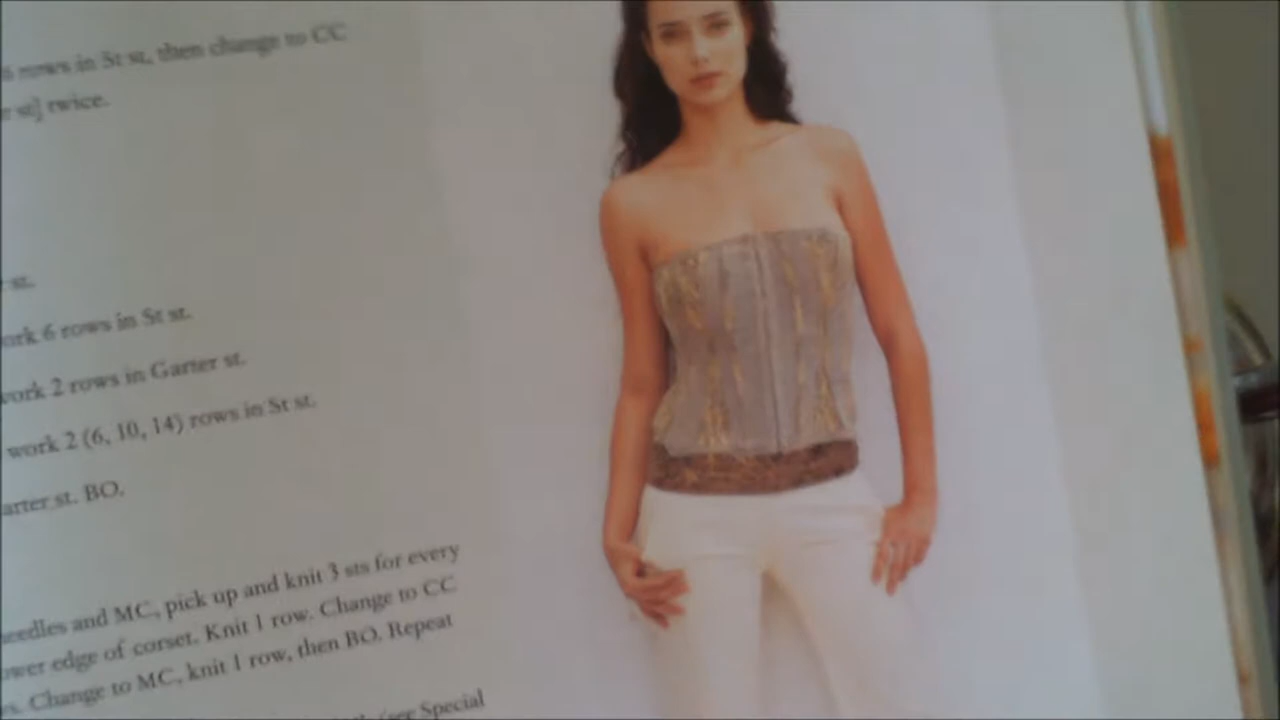 rows in St st, then change to CC
st] twice.
st.
work 6 rows in St st.
work 2 rows in Garter st.
work 2 (6, 10, 14) rows in St st.
Garter st. BO.
needles and MC, pick up and knit 3 sts for every
lower edge of corset. Knit 1 row. Change to CC
Change to MC, knit 1 row, then BO. Repeat
(see Special